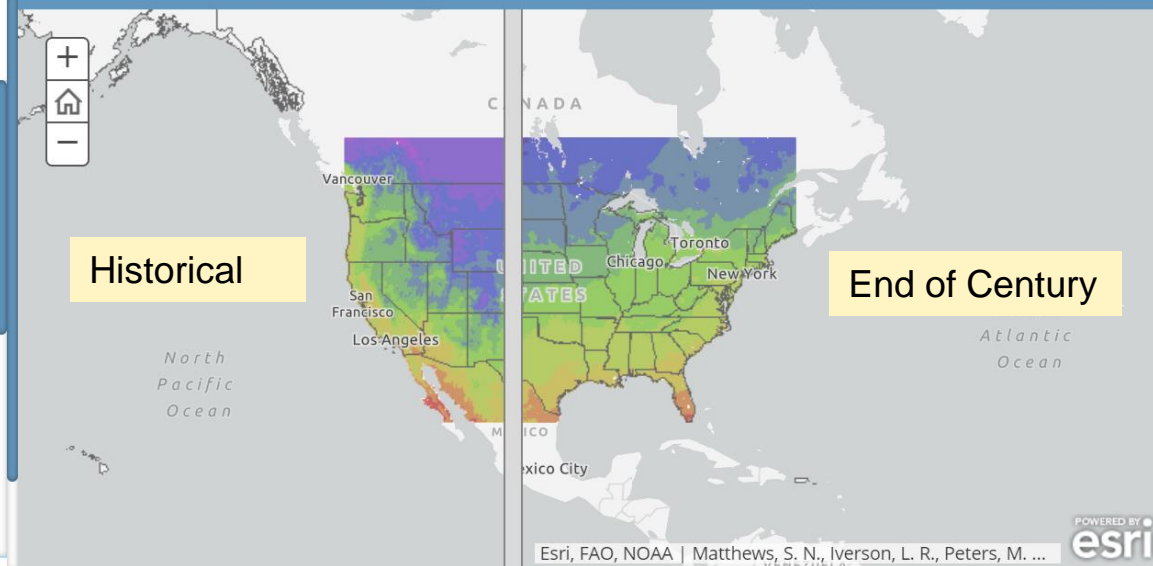 +
−
CANADA
Vancouver
Historical
UNITED
STATES
Toronto
Chicago
New York
End of Century
San
Francisco
Los Angeles
North
Pacific
Ocean
Atlantic
Ocean
MEXICO
Mexico City
Esri, FAO, NOAA | Matthews, S. N., Iverson, L. R., Peters, M. ...
POWERED BY
esri